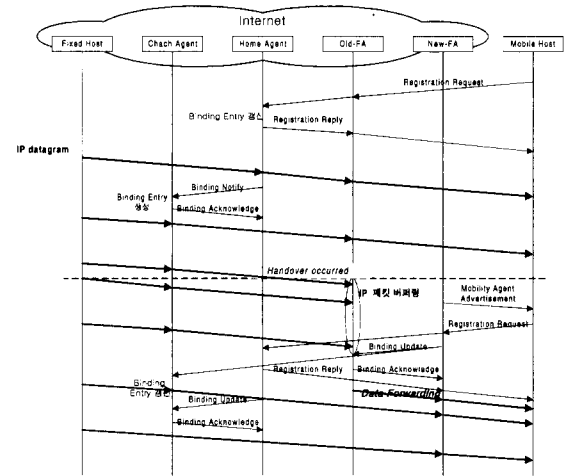 Internet
Fixed Host
Chach Agent
Home Agent
Old-FA
New-FA
Mobile Host
Registration Request
Binding Entry 갱신
Registration Reply
IP datagram
Binding Notify
Binding Entry
생성
Binding Acknowledge
Handover occurred
IP 패킷 버퍼링
Mobility Agent
Advertisement
Registration Request
Binding Update
Registration Reply
Binding Acknowledge
Binding
Entry 갱신
Data Forwarding
Binding Update
Binding Acknowledge